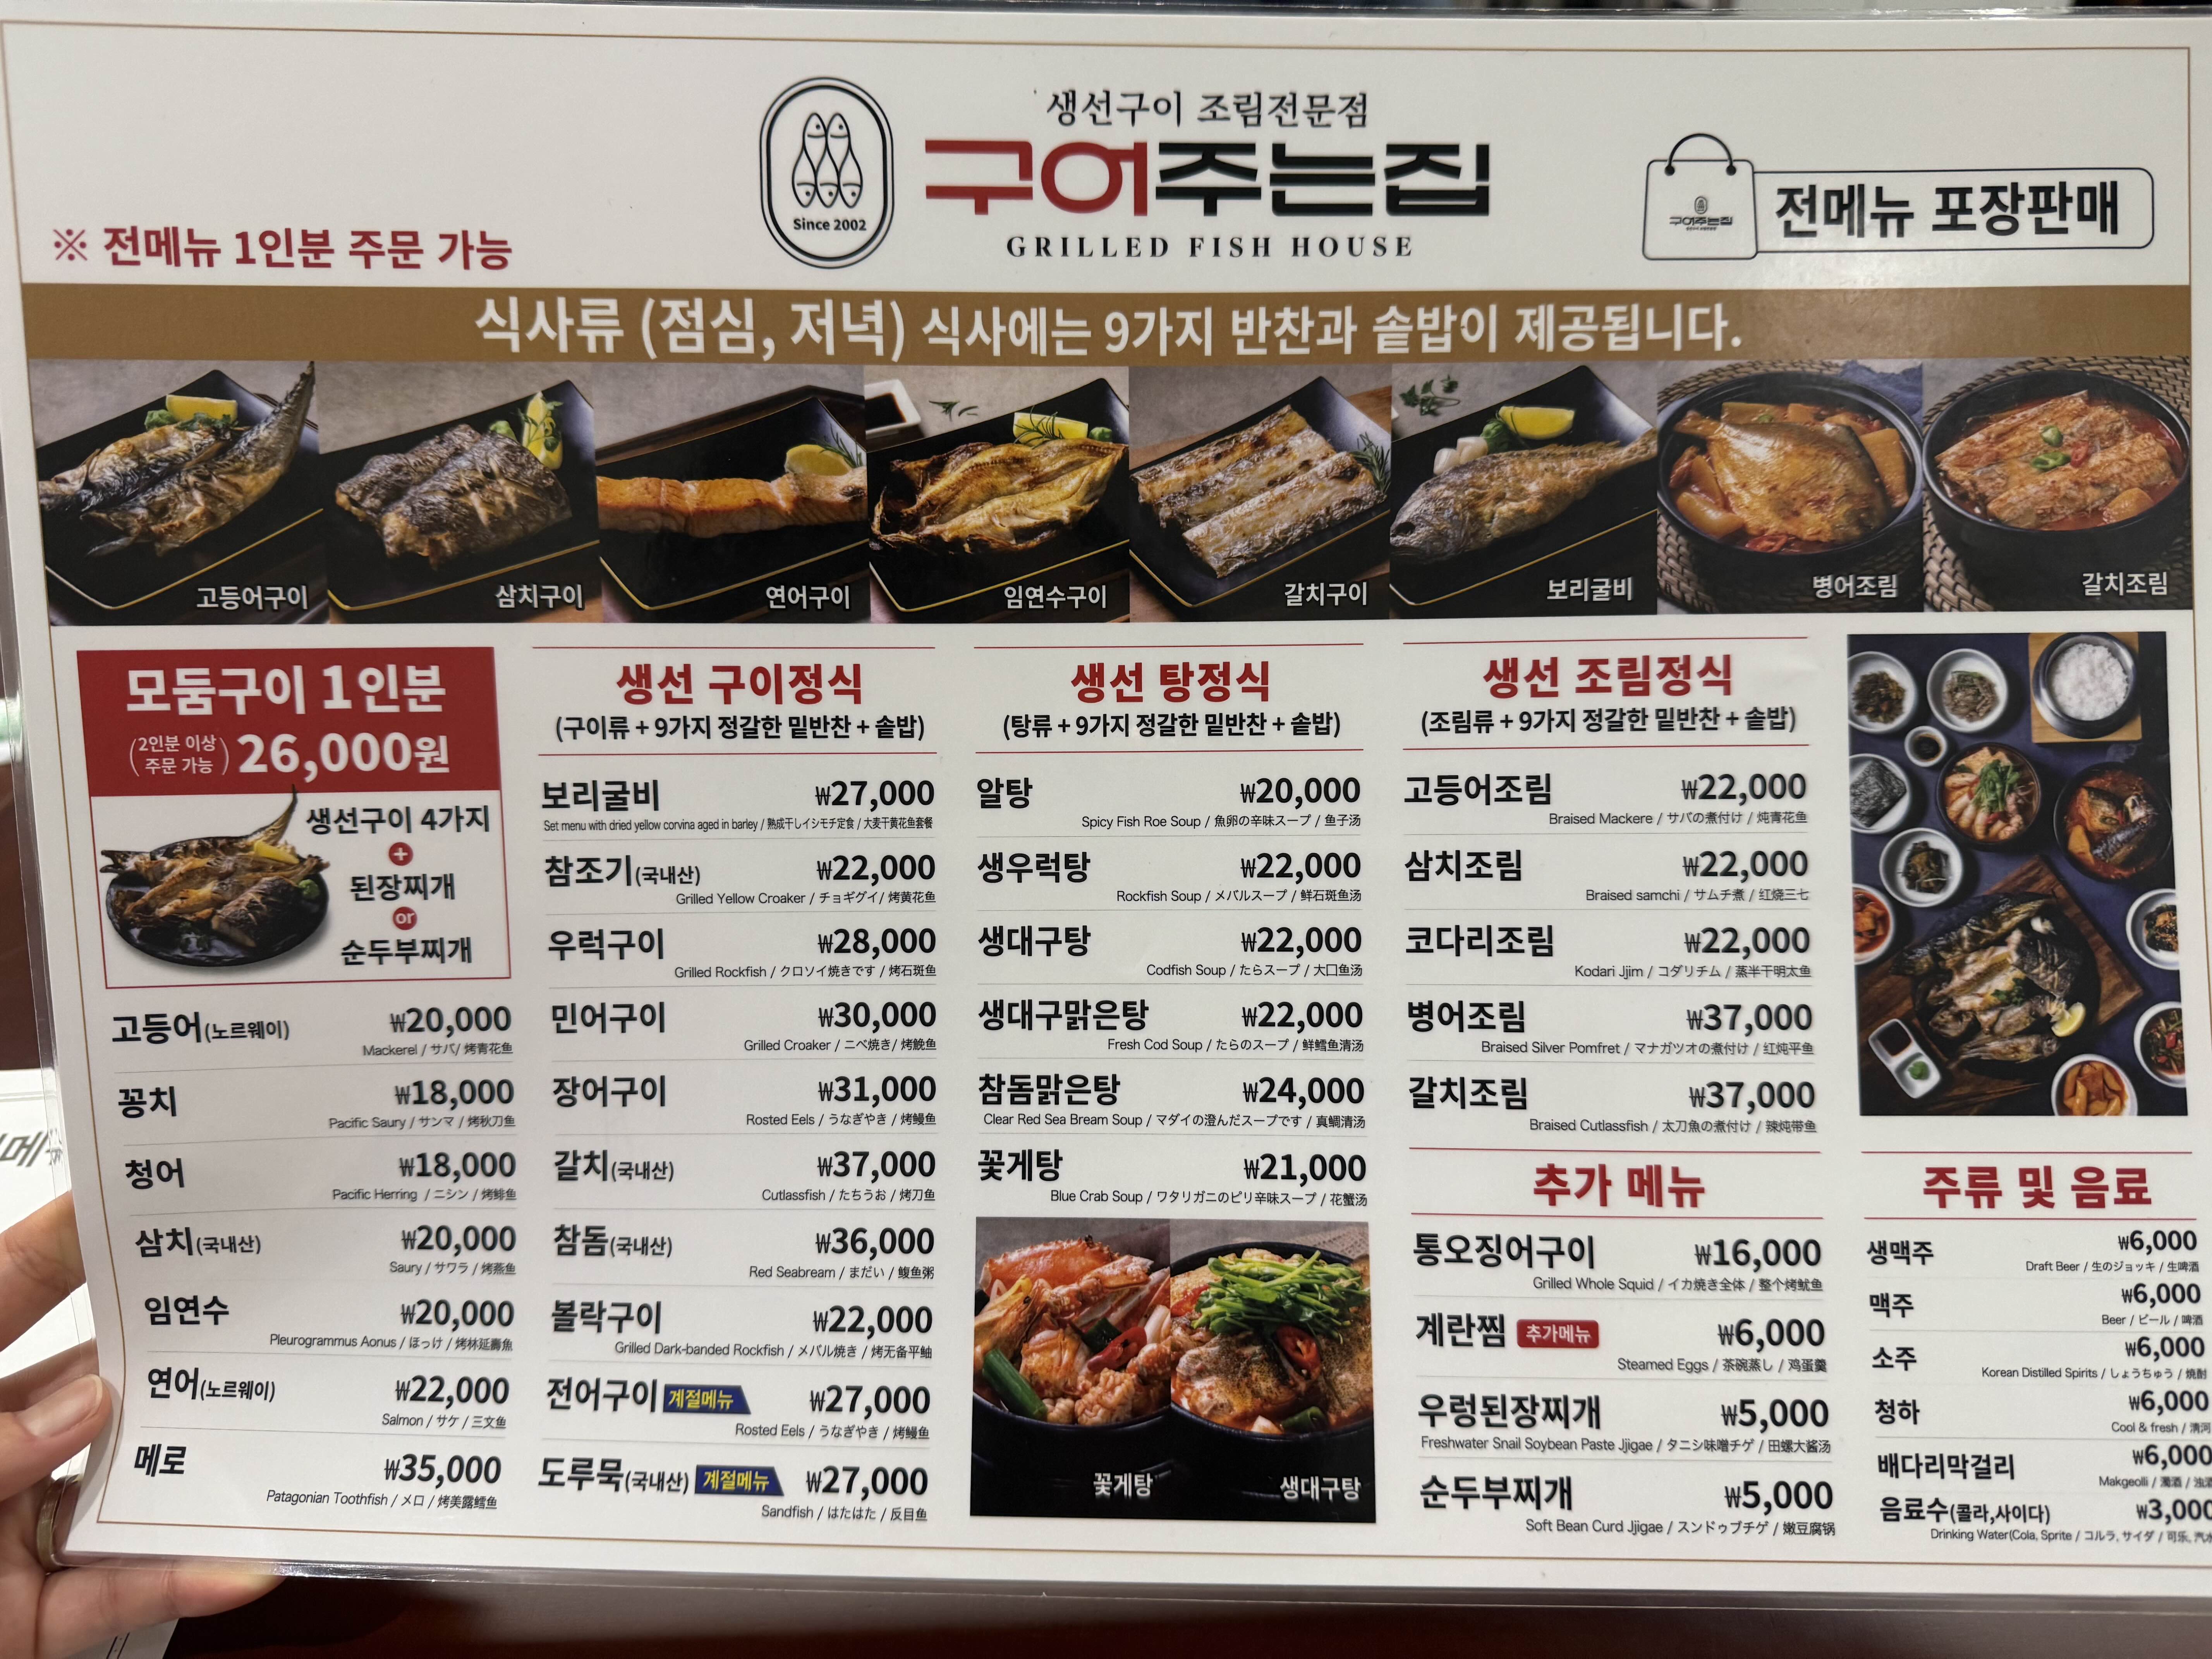 생선구이 조림전문점
구어주는집
GRILLED FISH HOUSE
Since 2002
※ 전메뉴 1인분 주문 가능
구어주는집
전메뉴 포장판매
식사류 (점심, 저녁) 식사에는 9가지 반찬과 솥밥이 제공됩니다.
고등어구이
삼치구이
연어구이
임연수구이
갈치구이
보리굴비
병어조림
갈치조림
모둠구이 1인분
(2인분 이상 주문 가능) 26,000원
생선구이 4가지
+
된장찌개
or
순두부찌개
고등어(노르웨이) ₩20,000
Mackerel / サバ/ 烤青花鱼
꽁치 ₩18,000
Pacific Saury / サンマ / 烤秋刀鱼
청어 ₩18,000
Pacific Herring / ニシン / 烤鲱鱼
삼치(국내산) ₩20,000
Saury / サワラ / 烤燕鱼
임연수 ₩20,000
Pleurogrammus Aonus / ほっけ / 烤林延壽魚
연어(노르웨이) ₩22,000
Salmon / サケ / 三文鱼
메로 ₩35,000
Patagonian Toothfish / メロ / 烤美露鳕鱼
생선 구이정식
(구이류 + 9가지 정갈한 밑반찬 + 솥밥)
보리굴비 ₩27,000
Set menu with dried yellow corvina aged in barley / 熟成干しイシモチ定食 / 大麦干黄花鱼套餐
참조기(국내산) ₩22,000
Grilled Yellow Croaker / チョギグイ/ 烤黄花鱼
우럭구이 ₩28,000
Grilled Rockfish / クロソイ焼きです / 烤石斑鱼
민어구이 ₩30,000
Grilled Croaker / ニベ焼き/ 烤鮸鱼
장어구이 ₩31,000
Rosted Eels / うなぎやき / 烤鳗鱼
갈치(국내산) ₩37,000
Cutlassfish / たちうお / 烤刀鱼
참돔(국내산) ₩36,000
Red Seabream / まだい / 鳆鱼粥
볼락구이 ₩22,000
Grilled Dark-banded Rockfish / メバル焼き / 烤无备平鲉
전어구이 계절메뉴 ₩27,000
Rosted Eels / うなぎやき / 烤鳗鱼
도루묵(국내산) 계절메뉴 ₩27,000
Sandfish / はたはた / 反目鱼
생선 탕정식
(탕류 + 9가지 정갈한 밑반찬 + 솥밥)
알탕 ₩20,000
Spicy Fish Roe Soup / 魚卵の辛味スープ / 鱼子汤
생우럭탕 ₩22,000
Rockfish Soup / メバルスープ / 鲜石斑鱼汤
생대구탕 ₩22,000
Codfish Soup / たらスープ / 大口鱼汤
생대구맑은탕 ₩22,000
Fresh Cod Soup / たらのスープ / 鲜鳕鱼清汤
참돔맑은탕 ₩24,000
Clear Red Sea Bream Soup / マダイの澄んだスープです / 真鲷清汤
꽃게탕 ₩21,000
Blue Crab Soup / ワタリガニのピリ辛味スープ / 花蟹汤
꽃게탕
생대구탕
생선 조림정식
(조림류 + 9가지 정갈한 밑반찬 + 솥밥)
고등어조림 ₩22,000
Braised Mackere / サバの煮付け / 炖青花鱼
삼치조림 ₩22,000
Braised samchi / サムチ煮 / 红烧三七
코다리조림 ₩22,000
Kodari Jjim / コダリチム / 蒸半干明太鱼
병어조림 ₩37,000
Braised Silver Pomfret / マナガツオの煮付け / 红炖平鱼
갈치조림 ₩37,000
Braised Cutlassfish / 太刀魚の煮付け / 辣炖带鱼
추가 메뉴
통오징어구이 ₩16,000
Grilled Whole Squid / イカ焼き全体 / 整个烤鱿鱼
계란찜 추가메뉴 ₩6,000
Steamed Eggs / 茶碗蒸し / 鸡蛋羹
우렁된장찌개 ₩5,000
Freshwater Snail Soybean Paste Jjigae / タニシ味噌チゲ / 田螺大酱汤
순두부찌개 ₩5,000
Soft Bean Curd Jjigae / スンドゥブチゲ / 嫩豆腐锅
주류 및 음료
생맥주 ₩6,000
Draft Beer / 生のジョッキ / 生啤酒
맥주 ₩6,000
Beer / ビール / 啤酒
소주 ₩6,000
Korean Distilled Spirits / しょうちゅう / 焼酎
청하 ₩6,000
Cool & fresh / 清河
배다리막걸리 ₩6,000
Makgeolli / 濁酒 / 浊酒
음료수(콜라,사이다) ₩3,000
Drinking Water(Cola, Sprite / コルラ, サイダ / 可乐, 汽水